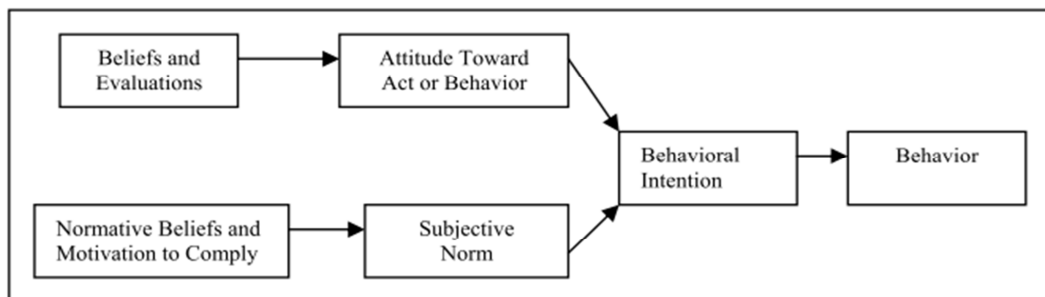 Beliefs and
Evaluations
Attitude Toward
Act or Behavior
Behavioral
Intention
Behavior
Normative Beliefs and
Motivation to Comply
Subjective
Norm